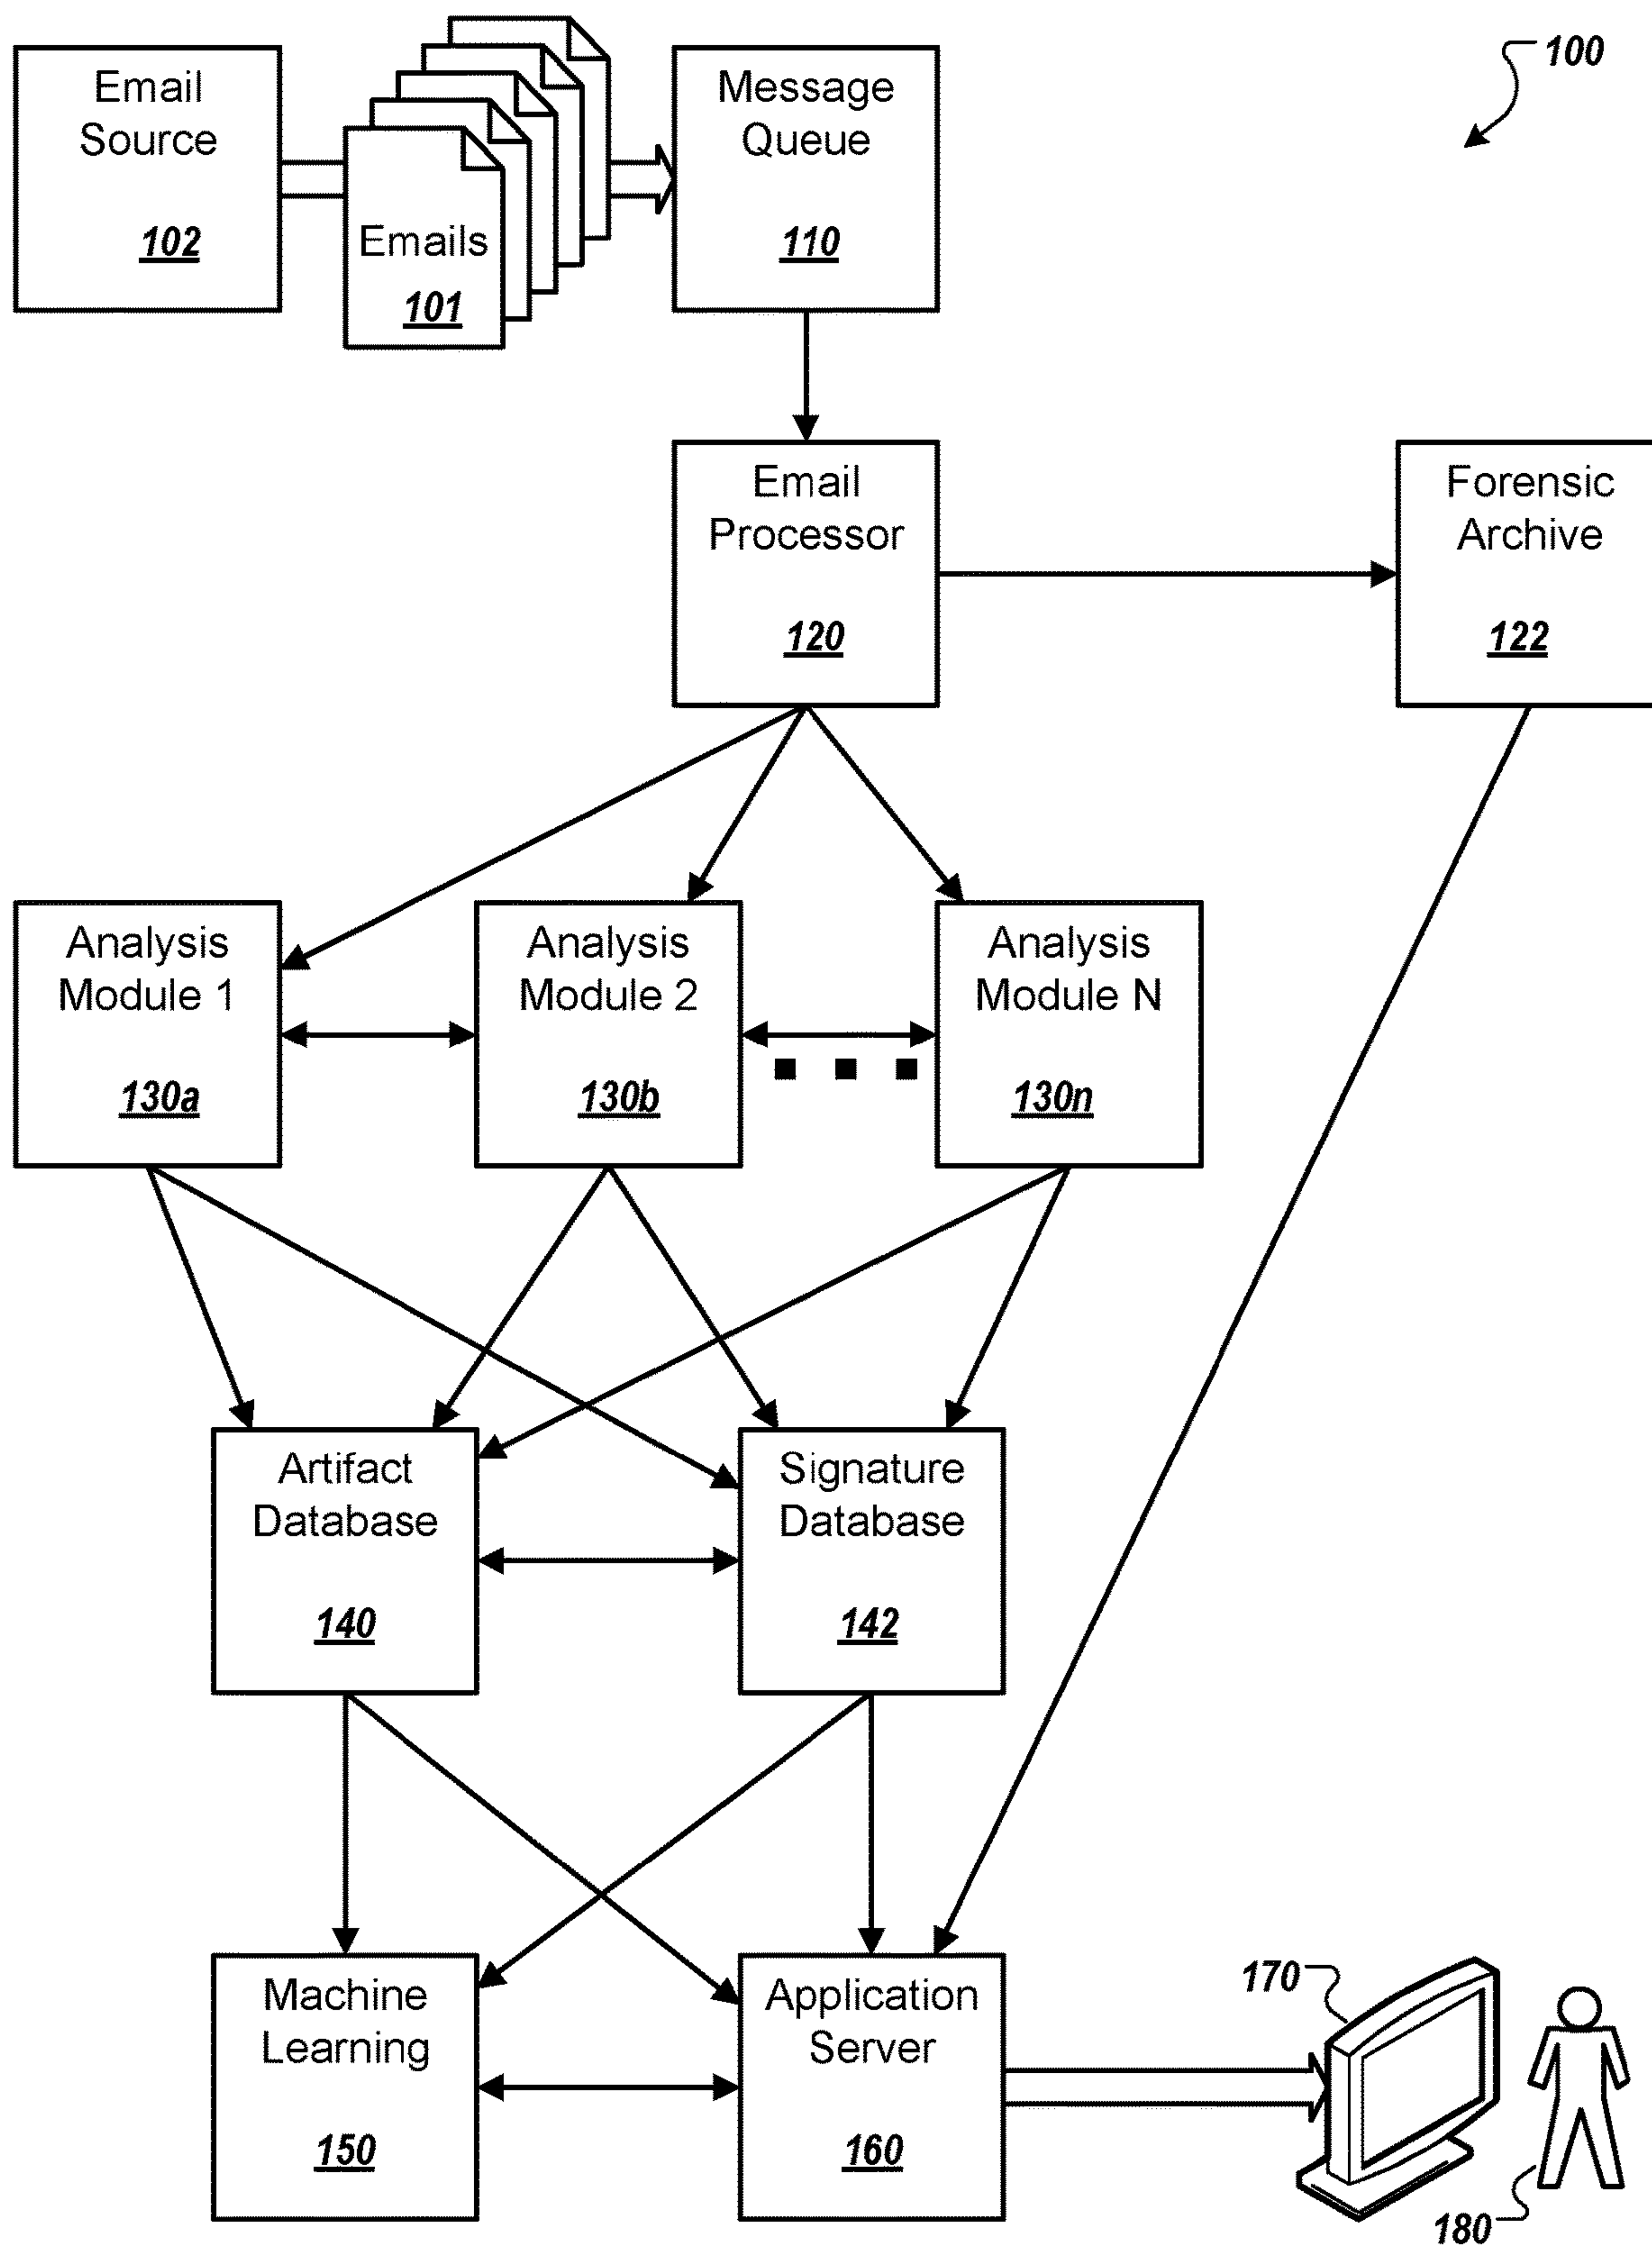 100
Email
Source
102
Emails
101
Message
Queue
110
Email
Processor
120
Forensic
Archive
122
Analysis
Module 1
130a
Analysis
Module 2
130b
Analysis
Module N
130n
Artifact
Database
140
Signature
Database
142
Machine
Learning
150
Application
Server
160
170
180